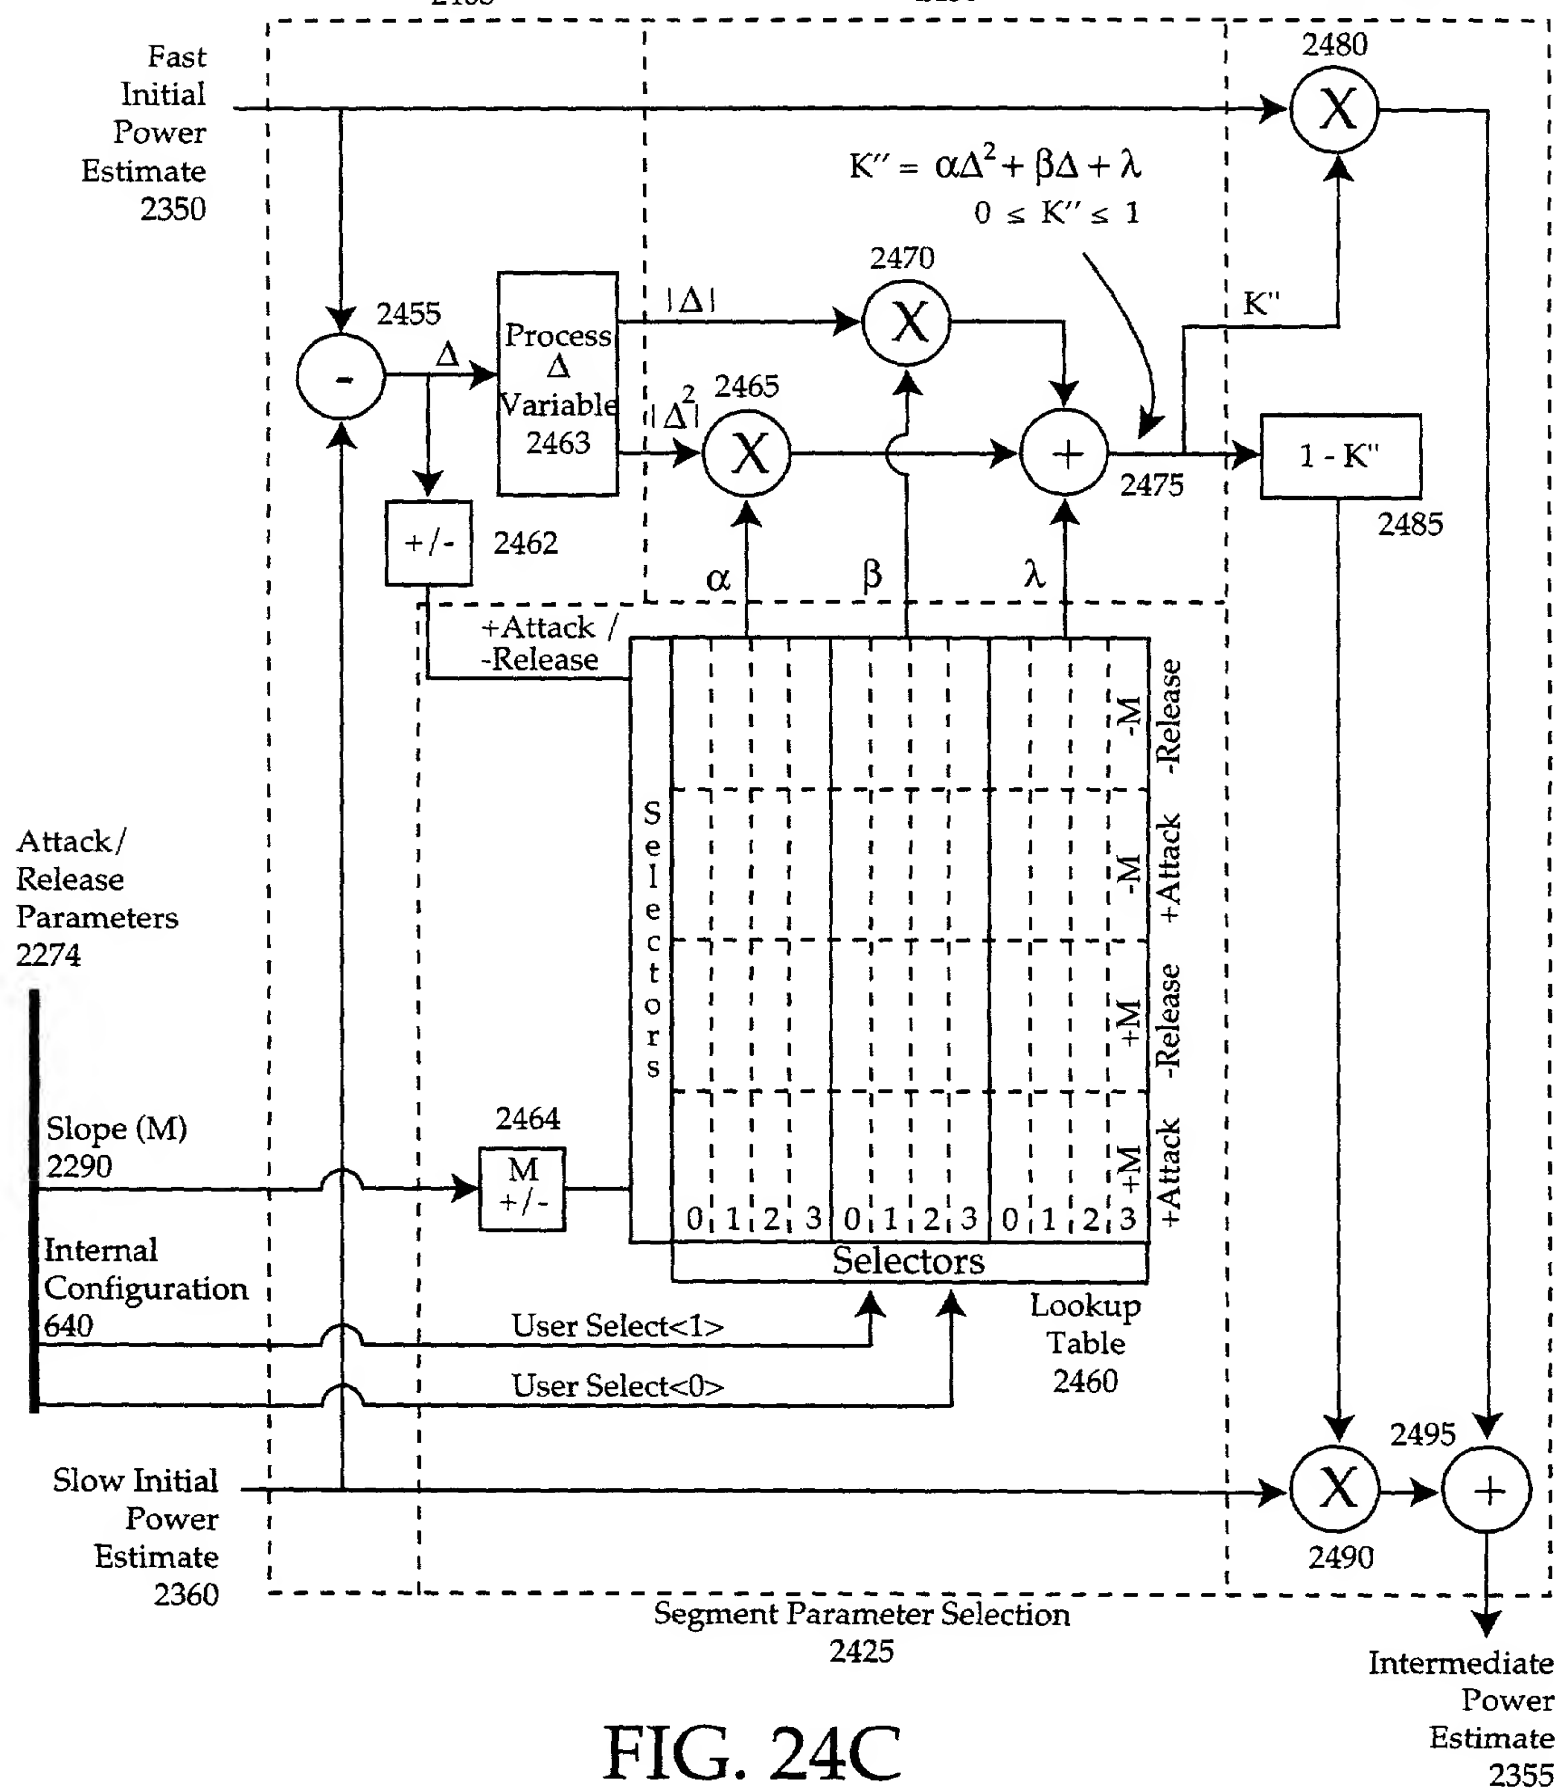 Fast
Initial
Power
Estimate
2350
2480
X
K″ = αΔ² + βΔ + λ
0 ≤ K″ ≤ 1
2470
X
K"
2455
-
Δ
Process
Δ
Variable
2463
|Δ|
|Δ²|
2465
X
+
2475
1 - K"
2485
+/-
2462
α
β
λ
+Attack /
-Release
Selectors
-M
-Release
-M
+Attack
+M
-Release
+M
+Attack
0 1 2 3 0 1 2 3 0 1 2 3
Selectors
Lookup
Table
2460
Attack/
Release
Parameters
2274
Slope (M)
2290
2464
M
+/-
Internal
Configuration
640
User Select<1>
User Select<0>
Slow Initial
Power
Estimate
2360
X
2490
2495
+
Segment Parameter Selection
2425
Intermediate
Power
Estimate
2355
FIG. 24C